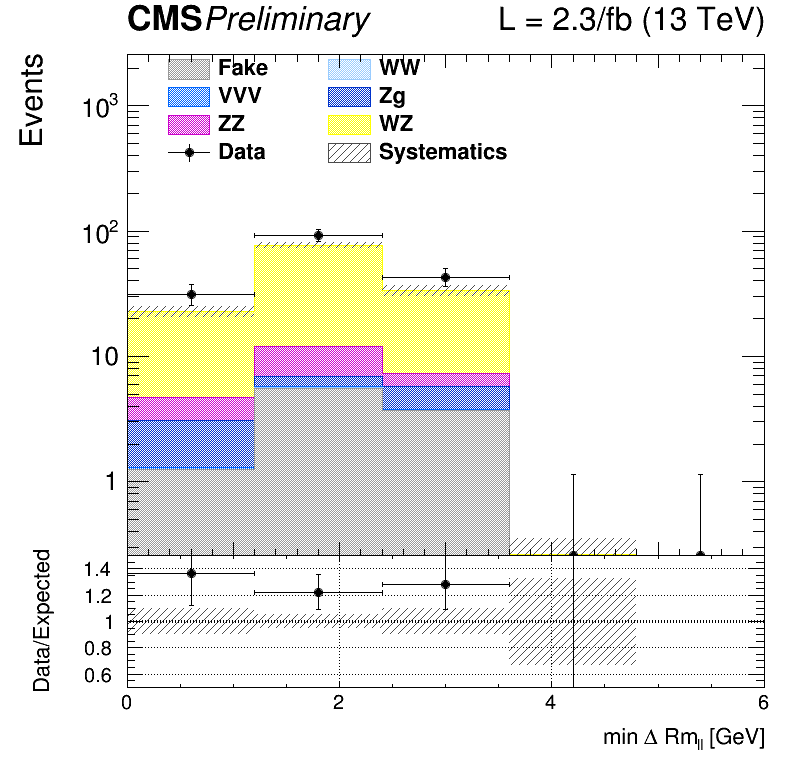 CMS Preliminary L = 2.3/fb (13 TeV)
Events
Fake WW
VVV Zg
ZZ WZ
Data Systematics
10³
10²
10
1
Data/Expected
1.4
1.2
1
0.8
0.6
0 2 4 6
min Δ Rm_ll [GeV]